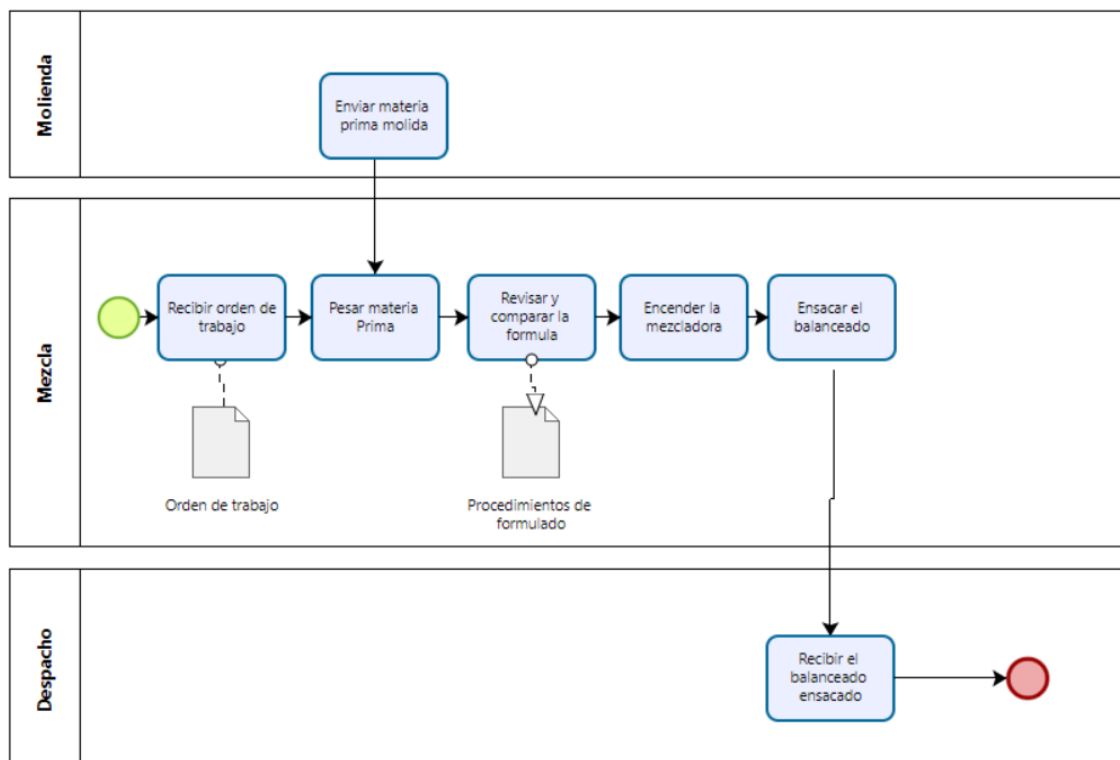 Molienda
Enviar materia
prima molida
Mezcla
Recibir orden de
trabajo
Pesar materia
Prima
Revisar y
comparar la
formula
Encender la
mezcladora
Ensacar el
balanceado
Orden de trabajo
Procedimientos de
formulado
Despacho
Recibir el
balanceado
ensacado